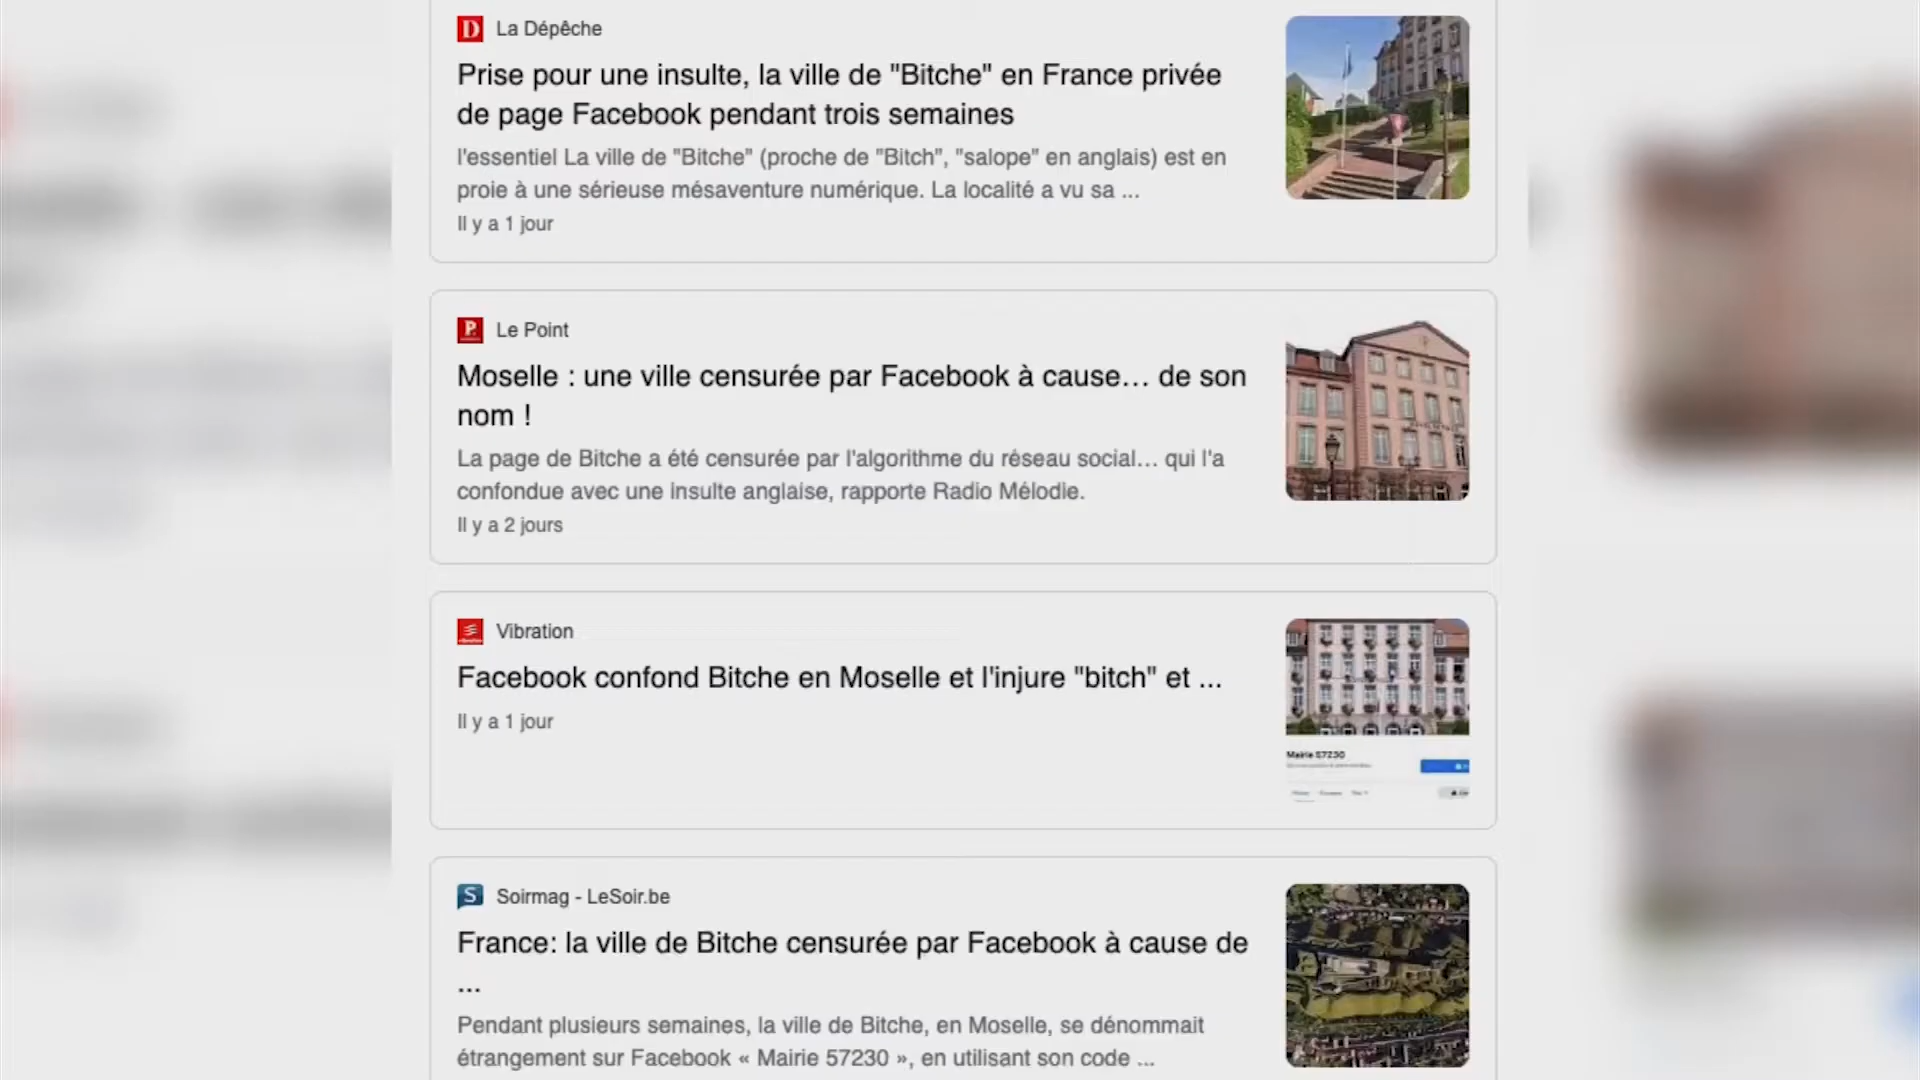 La Dépêche
Prise pour une insulte, la ville de "Bitche" en France privée
de page Facebook pendant trois semaines
l'essentiel La ville de "Bitche" (proche de "Bitch", "salope" en anglais) est en
proie à une sérieuse mésaventure numérique. La localité a vu sa ...
Il y a 1 jour
Le Point
Moselle : une ville censurée par Facebook à cause… de son
nom !
La page de Bitche a été censurée par l'algorithme du réseau social… qui l'a
confondue avec une insulte anglaise, rapporte Radio Mélodie.
Il y a 2 jours
Vibration
Facebook confond Bitche en Moselle et l'injure "bitch" et ...
Il y a 1 jour
Mairie 57230
Soirmag - LeSoir.be
France: la ville de Bitche censurée par Facebook à cause de
...
Pendant plusieurs semaines, la ville de Bitche, en Moselle, se dénommait
étrangement sur Facebook « Mairie 57230 », en utilisant son code ...